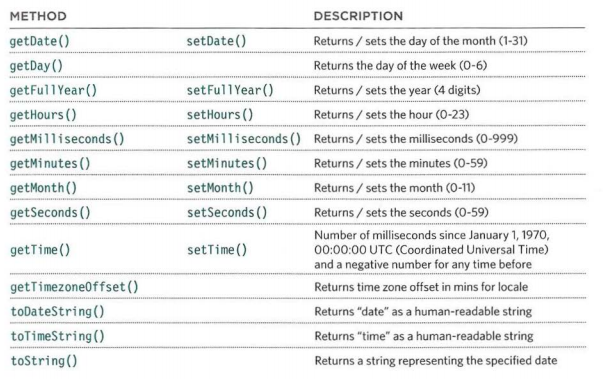 METHOD DESCRIPTION
getDate() setDate() Returns / sets the day of the month (1-31)
getDay() Returns the day of the week (0-6)
getFullYear() setFullYear() Returns / sets the year (4 digits)
getHours() setHours() Returns / sets the hour (0-23)
getMilliseconds() setMilliseconds() Returns / sets the milliseconds (0-999)
getMinutes() setMinutes() Returns / sets the minutes (0-59)
getMonth() setMonth() Returns / sets the month (0-11)
getSeconds() setSeconds() Returns / sets the seconds (0-59)
getTime() setTime() Number of milliseconds since January 1, 1970,
00:00:00 UTC (Coordinated Universal Time)
and a negative number for any time before
getTimezoneOffset() Returns time zone offset in mins for locale
toDateString() Returns "date" as a human-readable string
toTimeString() Returns "time" as a human-readable string
toString() Returns a string representing the specified date